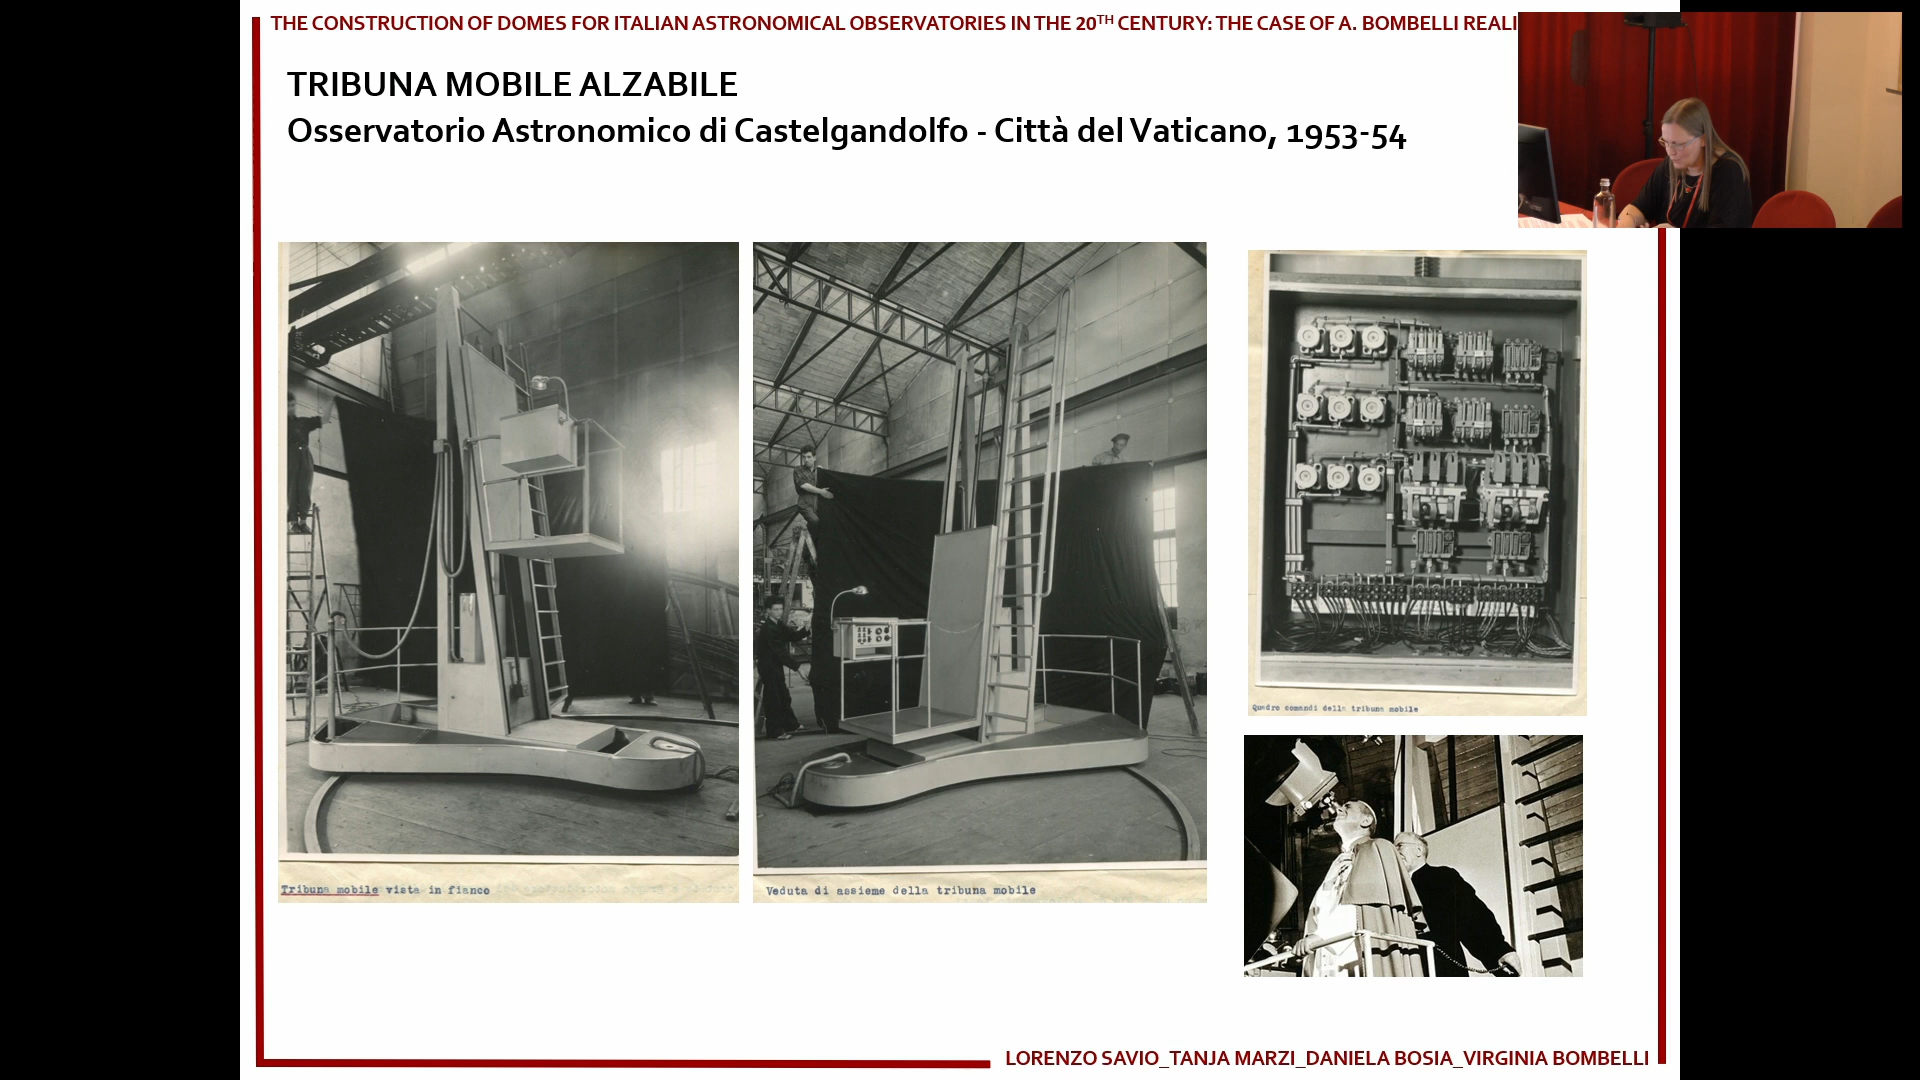 THE CONSTRUCTION OF DOMES FOR ITALIAN ASTRONOMICAL OBSERVATORIES IN THE 20TH CENTURY: THE CASE OF A. BOMBELLI REALI
TRIBUNA MOBILE ALZABILE
Osservatorio Astronomico di Castelgandolfo - Città del Vaticano, 1953-54
Quadro comandi della tribuna mobile
Tribuna mobile vista in fianco
Veduta di assieme della tribuna mobile
LORENZO SAVIO_TANJA MARZI_DANIELA BOSIA_VIRGINIA BOMBELLI